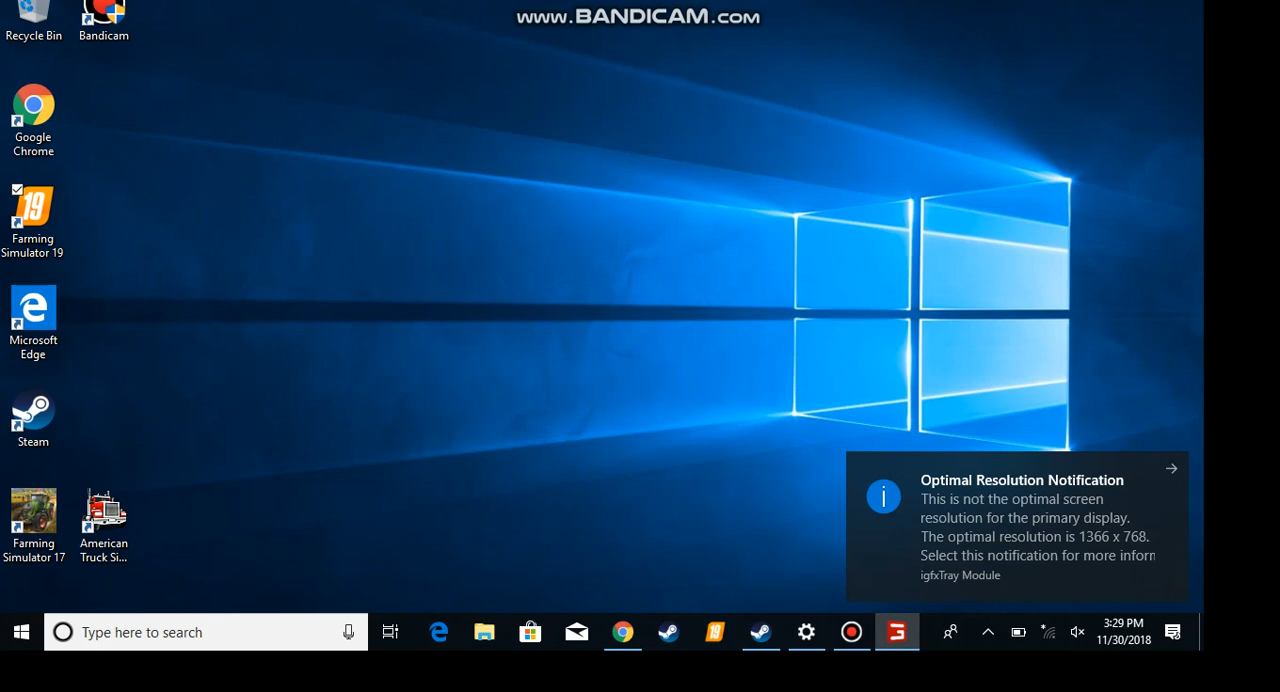 www.BANDICAM.com
Recycle Bin
Bandicam
Google
Chrome
19
Farming
Simulator 19
Microsoft
Edge
Steam
Farming
Simulator 17
American
Truck Si...
Optimal Resolution Notification
This is not the optimal screen
resolution for the primary display.
The optimal resolution is 1366 x 768.
Select this notification for more inforn
igfxTray Module
Type here to search
19
3:29 PM
11/30/2018